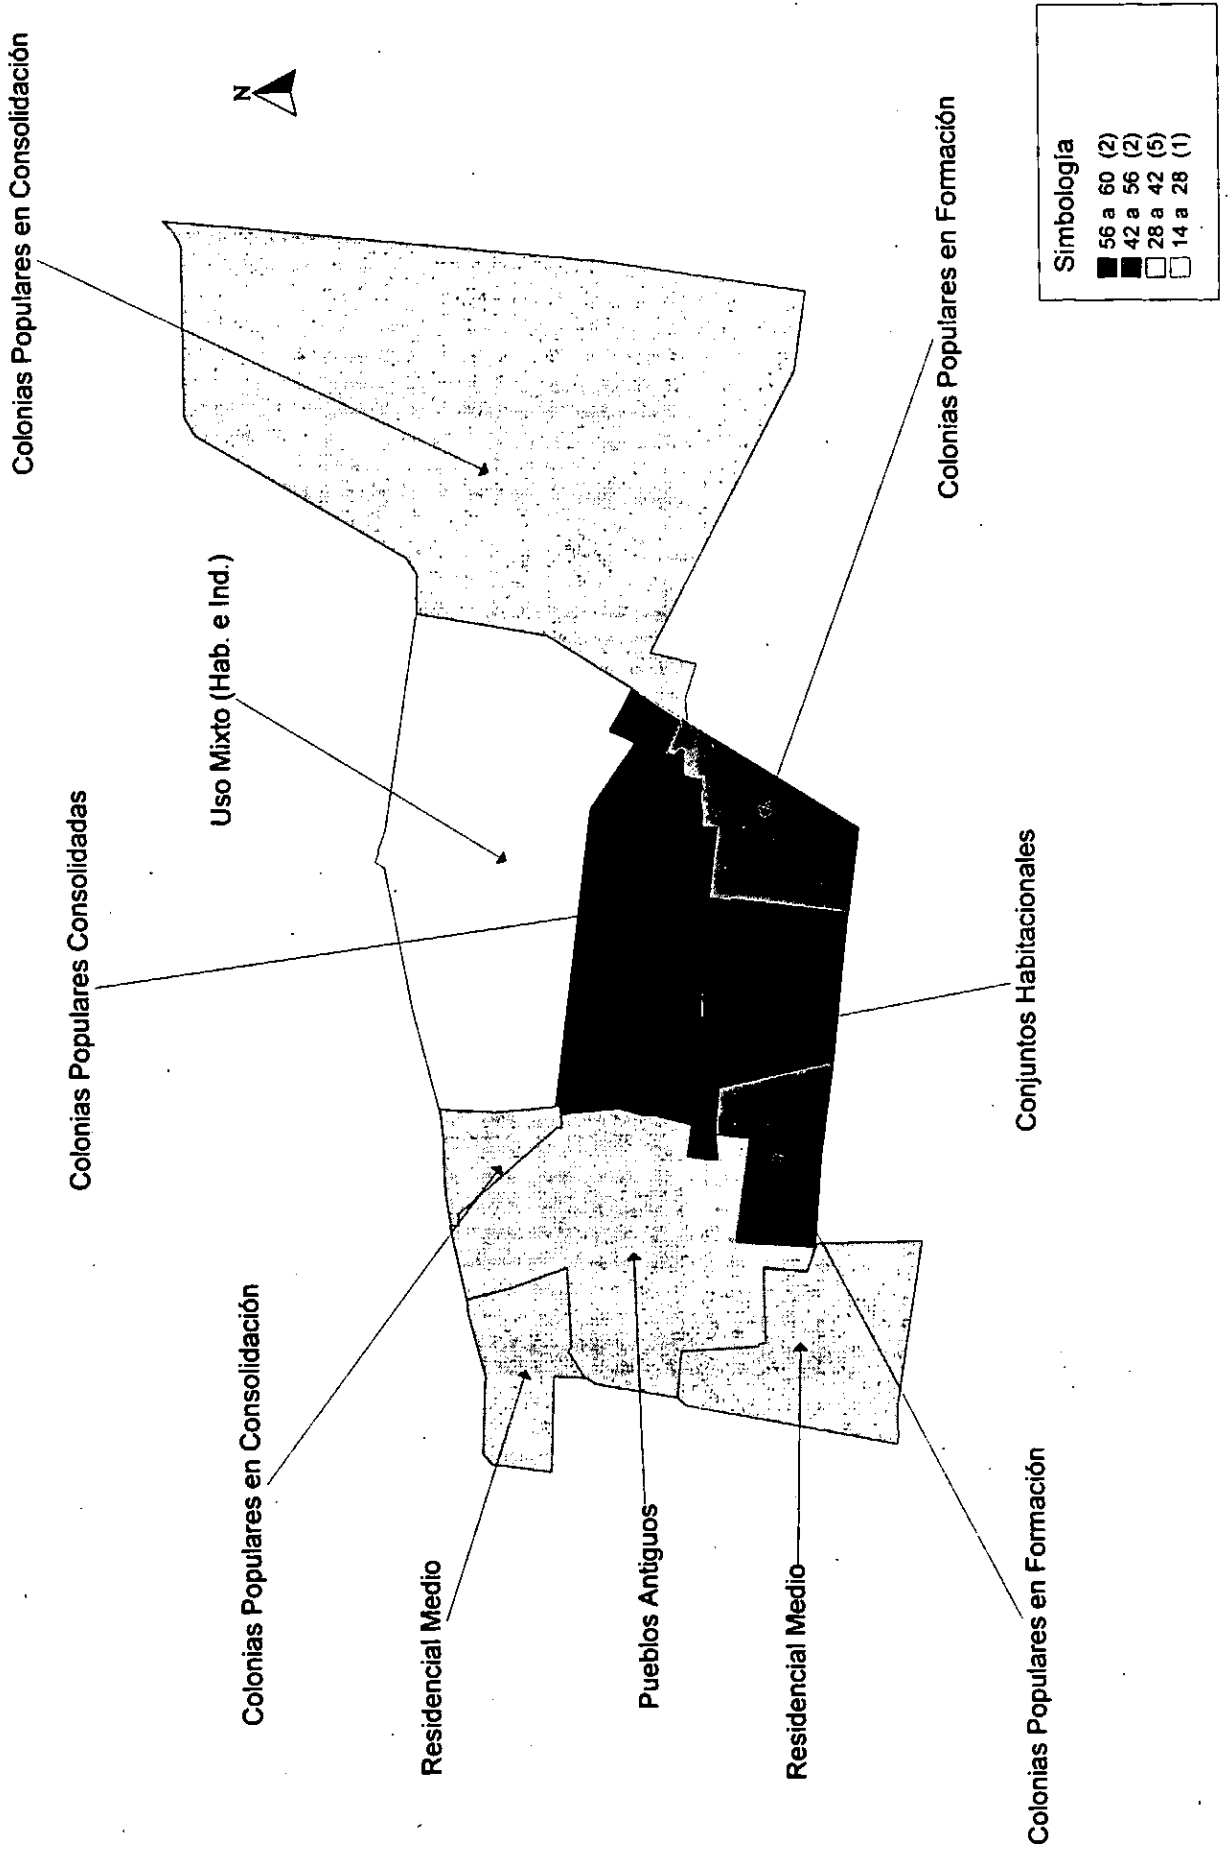 Colonias Populares en Consolidación
N
Uso Mixto (Hab. e Ind.)
Colonias Populares Consolidadas
Colonias Populares en Consolidación
Residencial Medio
Pueblos Antiguos
Residencial Medio
Colonias Populares en Formación
Conjuntos Habitacionales
Colonias Populares en Formación
Simbología
56 a 60 (2)
42 a 56 (2)
28 a 42 (5)
14 a 28 (1)